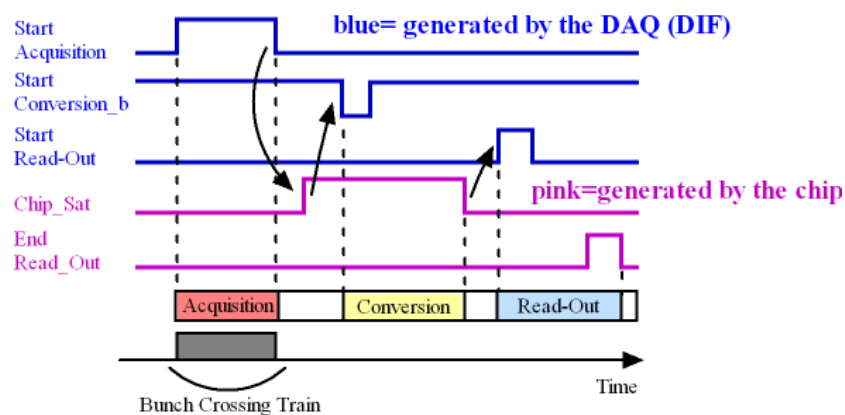 blue= generated by the DAQ (DIF)
Start
Acquisition
Start
Conversion_b
Start
Read-Out
pink=generated by the chip
Chip_Sat
End
Read_Out
Acquisition
Conversion
Read-Out
Time
Bunch Crossing Train